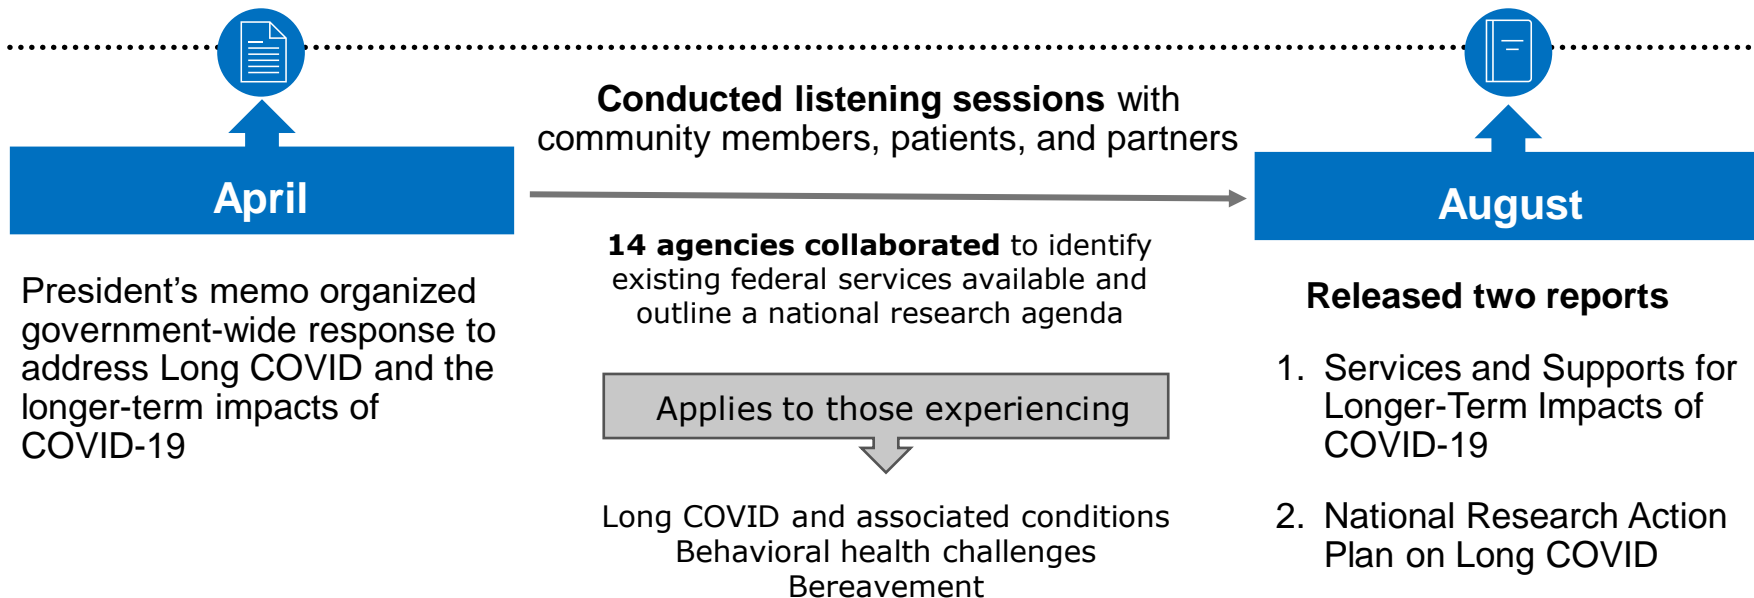 April
President’s memo organized
government-wide response to
address Long COVID and the
longer-term impacts of
COVID-19
Conducted listening sessions with
community members, patients, and partners
14 agencies collaborated to identify
existing federal services available and
outline a national research agenda
Applies to those experiencing
Long COVID and associated conditions
Behavioral health challenges
Bereavement
August
Released two reports
1. Services and Supports for
Longer-Term Impacts of
COVID-19
2. National Research Action
Plan on Long COVID